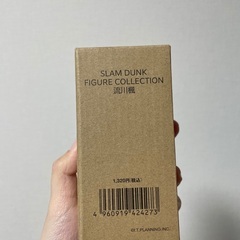 SLAM DUNK
FIGURE COLLECTION
流川楓
4 960919 424273